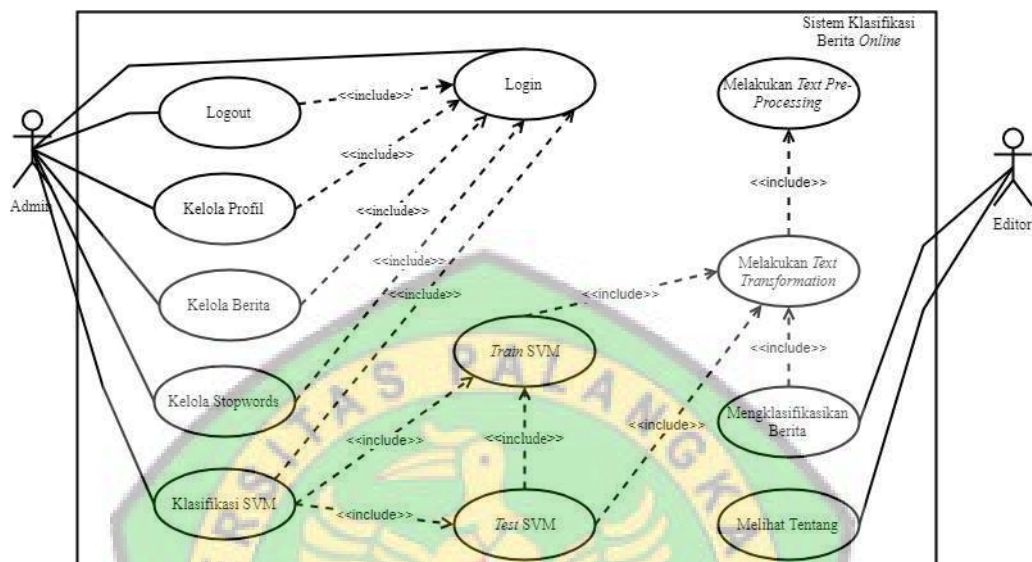 Sistem Klasifikasi
Berita Online
Logout
<<include>>
Login
Melakukan Text Pre-
Processing
Admin
Kelola Profil
<<include>>
<<include>>
Editor
<<include>>
Kelola Berita
<<include>>
<<include>>
<<include>>
Melakukan Text
Transformation
Train SVM
<<include>>
Kelola Stopwords
<<include>>
<<include>>
<<include>>
Mengklasifikasikan
Berita
Klasifikasi SVM
<<include>>
Test SVM
Melihat Tentang
RSITAS PALANGKA